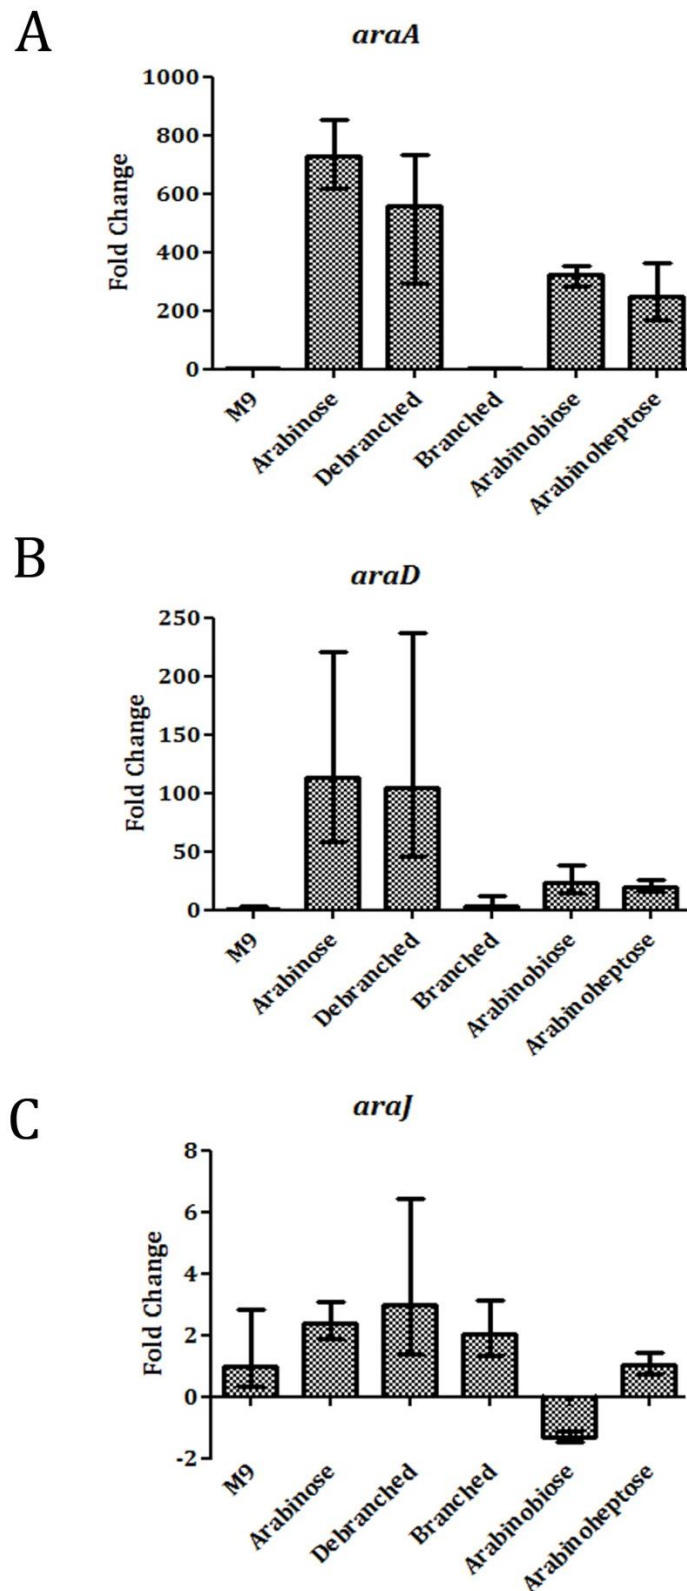 A
araA
Fold Change
1000
800
600
400
200
0
M9
Arabinose
Debranched
Branched
Arabinobiose
Arabinoheptose
B
araD
Fold Change
250
200
150
100
50
0
M9
Arabinose
Debranched
Branched
Arabinobiose
Arabinoheptose
C
araJ
Fold Change
8
6
4
2
0
-2
M9
Arabinose
Debranched
Branched
Arabinobiose
Arabinoheptose